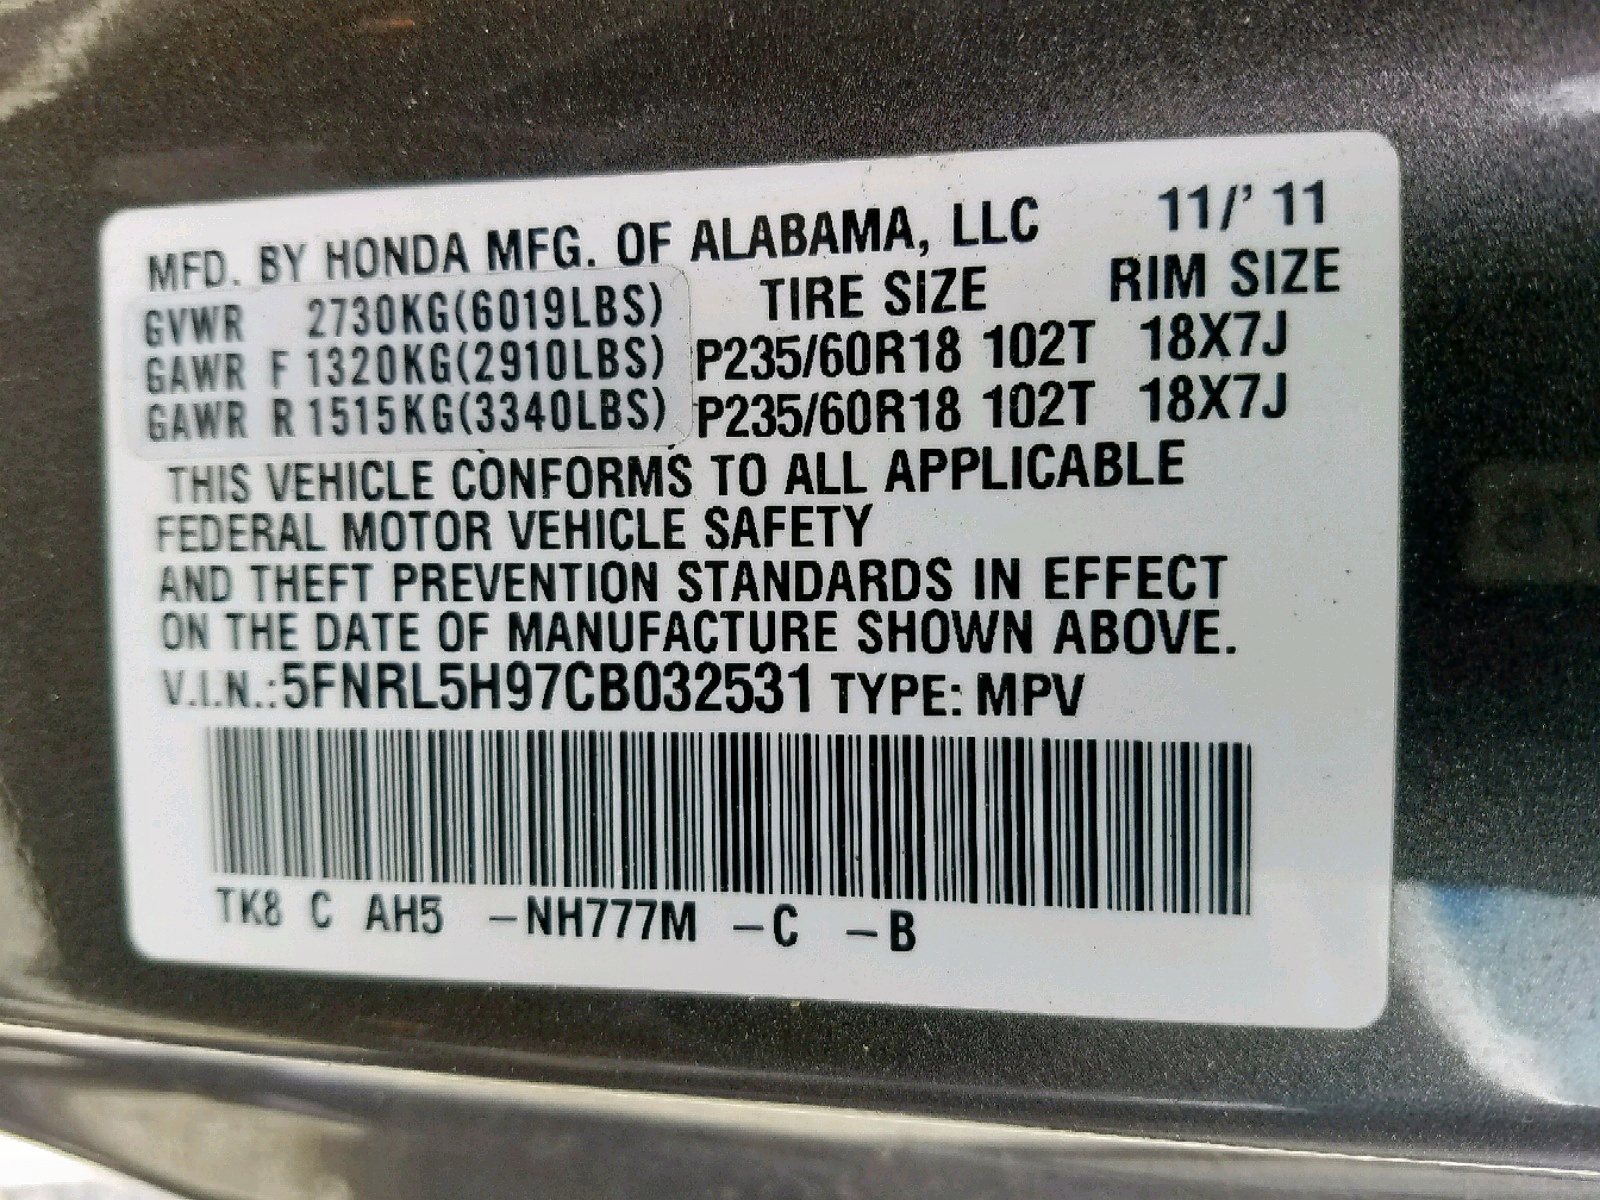 MFD. BY HONDA MFG. OF ALABAMA, LLC 11/' 11
TIRE SIZE RIM SIZE
GVWR 2730KG(6019LBS)
GAWR F 1320KG(2910LBS) P235/60R18 102T 18X7J
GAWR R 1515KG(3340LBS) P235/60R18 102T 18X7J
THIS VEHICLE CONFORMS TO ALL APPLICABLE
FEDERAL MOTOR VEHICLE SAFETY
AND THEFT PREVENTION STANDARDS IN EFFECT
ON THE DATE OF MANUFACTURE SHOWN ABOVE.
V.I.N.:5FNRL5H97CB032531 TYPE: MPV
TK8 C AH5 -NH777M -C -B